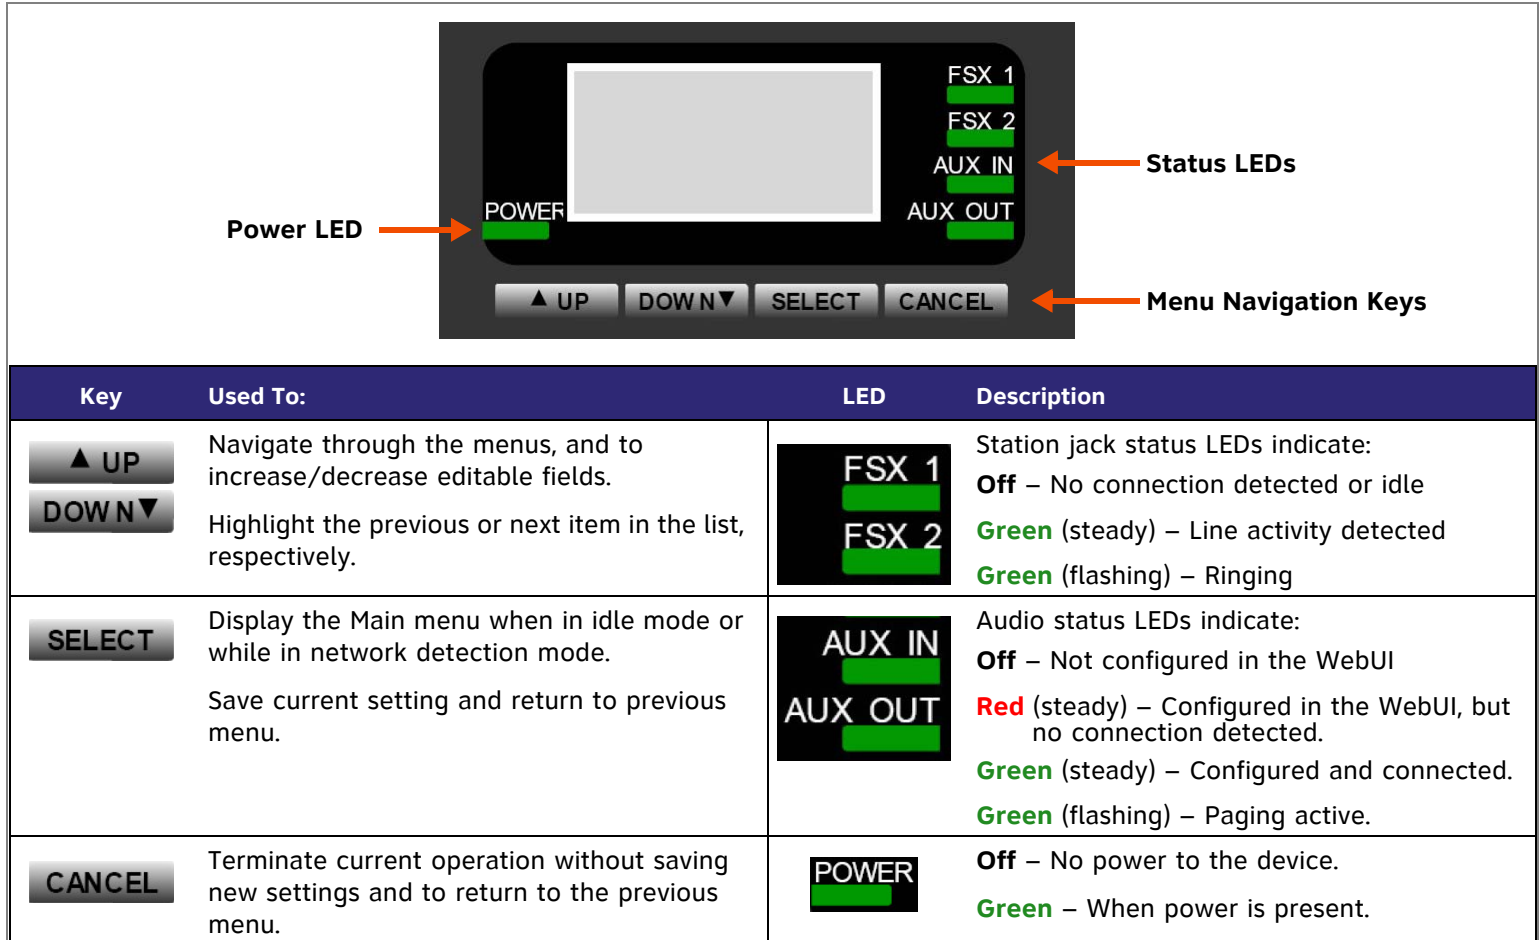 FSX 1
FSX 2
AUX IN
Status LEDs
POWER
AUX OUT
Power LED
▲ UP
DOWN▼
SELECT
CANCEL
Menu Navigation Keys
Key
Used To:
LED
Description
▲ UP
DOWN▼
Navigate through the menus, and to
increase/decrease editable fields.
Highlight the previous or next item in the list,
respectively.
FSX 1
FSX 2
Station jack status LEDs indicate:
Off – No connection detected or idle
Green (steady) – Line activity detected
Green (flashing) – Ringing
SELECT
Display the Main menu when in idle mode or
while in network detection mode.
Save current setting and return to previous
menu.
AUX IN
AUX OUT
Audio status LEDs indicate:
Off – Not configured in the WebUI
Red (steady) – Configured in the WebUI, but
no connection detected.
Green (steady) – Configured and connected.
Green (flashing) – Paging active.
CANCEL
Terminate current operation without saving
new settings and to return to the previous
menu.
POWER
Off – No power to the device.
Green – When power is present.